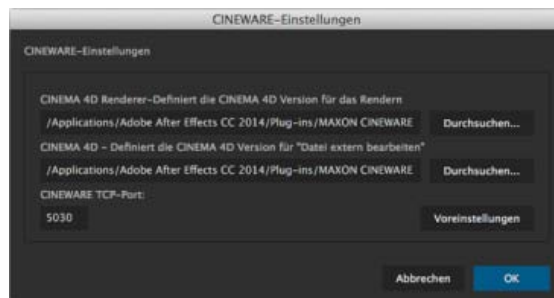 CINEWARE-Einstellungen
CINEWARE-Einstellungen
CINEMA 4D Renderer-Definiert die CINEMA 4D Version für das Rendern
/Applications/Adobe After Effects CC 2014/Plug-ins/MAXON CINEWARE
Durchsuchen...
CINEMA 4D - Definiert die CINEMA 4D Version für "Datei extern bearbeiten"
/Applications/Adobe After Effects CC 2014/Plug-ins/MAXON CINEWARE
Durchsuchen...
CINEWARE TCP-Port:
5030
Voreinstellungen
Abbrechen
OK